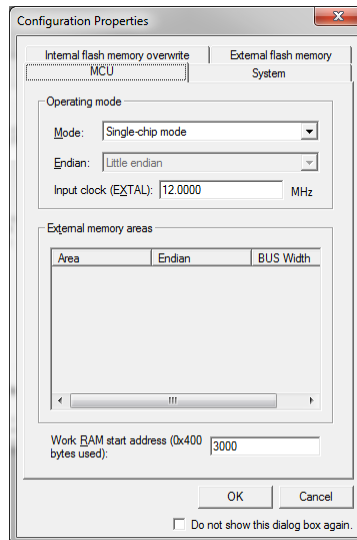 Configuration Properties
Internal flash memory overwrite
External flash memory
MCU
System
Operating mode
Mode:
Single-chip mode
Endian:
Little endian
Input clock (EXTAL):
12.0000
MHz
External memory areas
Area
Endian
BUS Width
Work RAM start address (0x400
bytes used):
3000
OK
Cancel
Do not show this dialog box again.